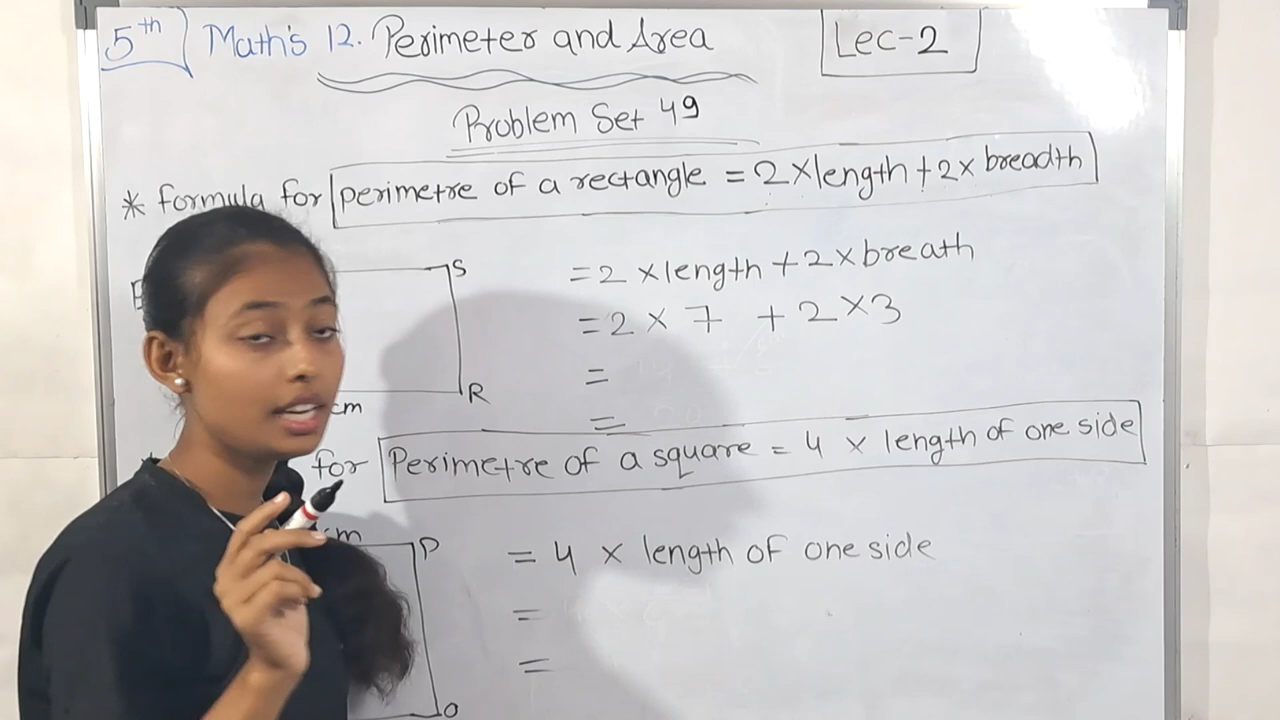 5th Math's 12. Perimeter and Area Lec-2
Problem Set 49
* formula for perimetre of a rectangle = 2 × length + 2 × breadth
S
= 2 × length + 2 × breath
= 2 × 7 + 2 × 3
=
R
cm
=
for Perimetre of a square = 4 × length of one side
cm
P
= 4 × length of one side
=
=
O